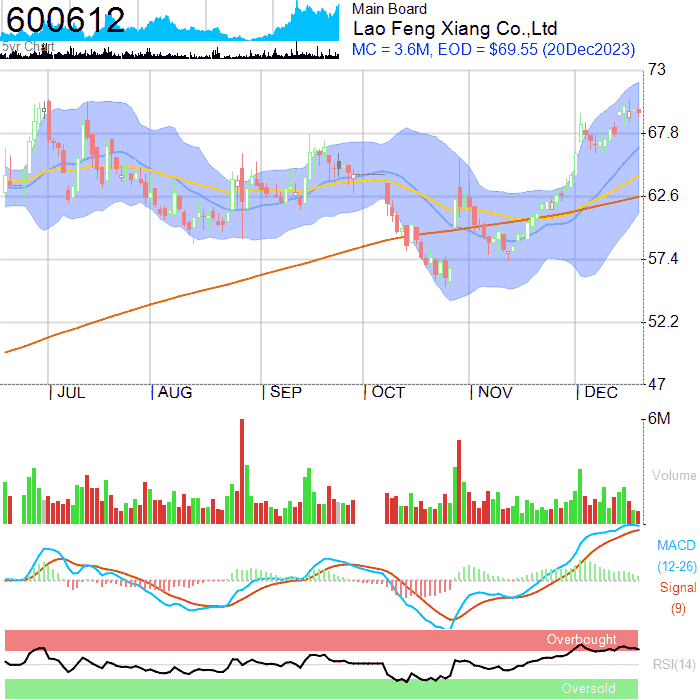 600612
5yr Chart
Main Board
Lao Feng Xiang Co.,Ltd
MC = 3.6M, EOD = $69.55 (20Dec2023)
73
67.8
62.6
57.4
52.2
47
JUL AUG SEP OCT NOV DEC
6M
Volume
MACD
(12-26)
Signal
(9)
Overbought
RSI(14)
Oversold